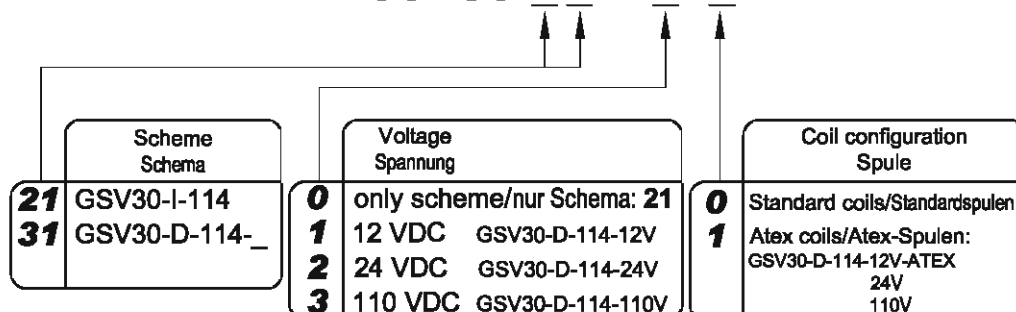 Scheme
Schema
21 GSV30-I-114
31 GSV30-D-114-_
Voltage
Spannung
0 only scheme/nur Schema: 21
1 12 VDC GSV30-D-114-12V
2 24 VDC GSV30-D-114-24V
3 110 VDC GSV30-D-114-110V
Coil configuration
Spule
0 Standard coils/Standardspulen
1 Atex coils/Atex-Spulen:
GSV30-D-114-12V-ATEX
24V
110V